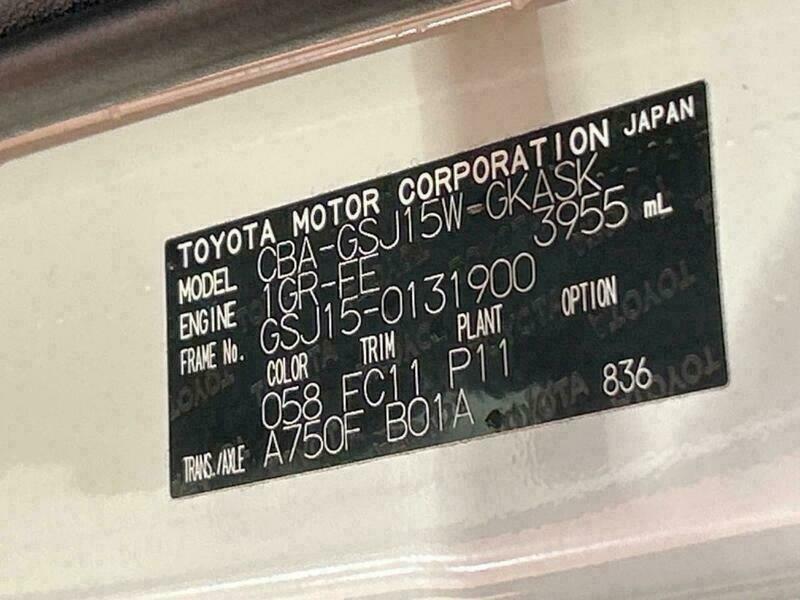 TOYOTA MOTOR CORPORATION JAPAN
MODEL CBA-GSJ15W-GKASK
ENGINE 1GR-FE 3955 mL
FRAME No. GSJ15-0131900
COLOR TRIM PLANT OPTION
058 FC11 P11
TRANS./AXLE A750F B01A 836